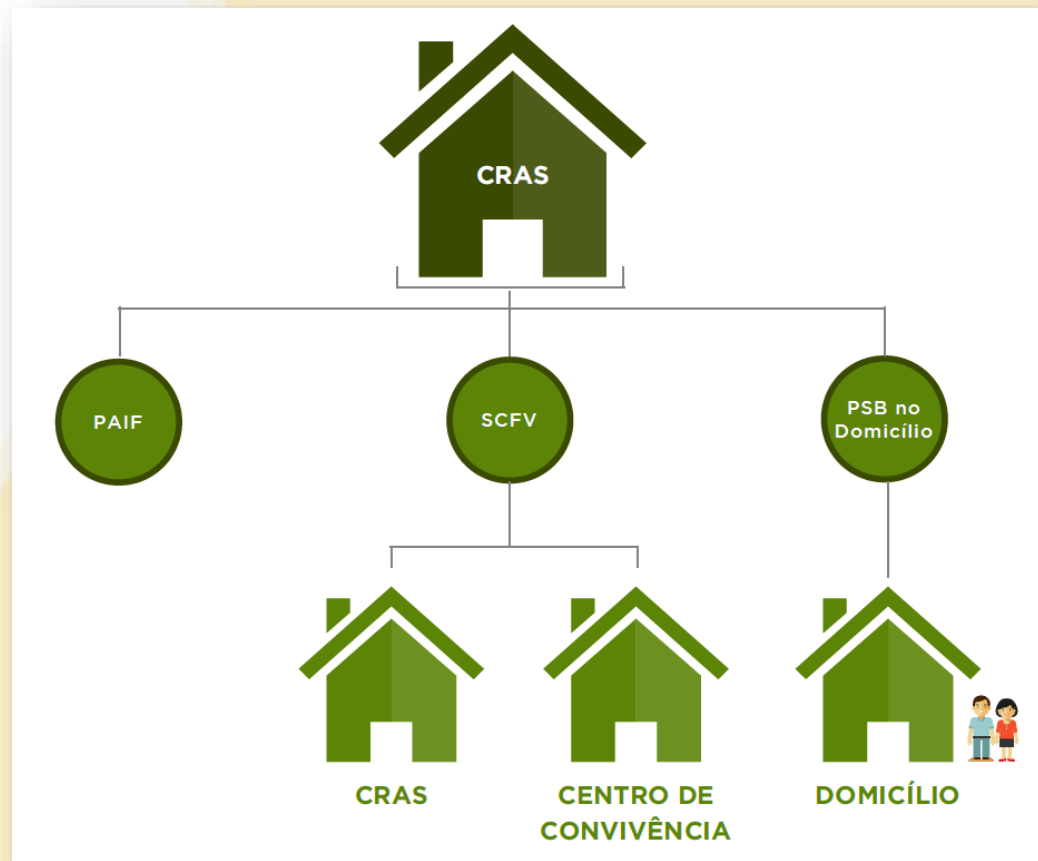 CRAS
PAIF
SCFV
PSB no
Domicílio
CRAS
CENTRO DE
CONVIVÊNCIA
DOMICÍLIO